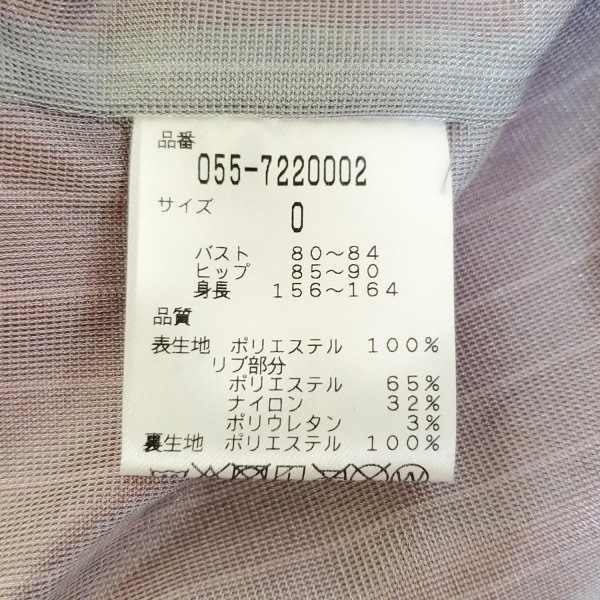 品番
055-7220002
サイズ
0
バスト 80～84
ヒップ 85～90
身長 156～164
品質
表生地 ポリエステル 100%
リブ部分
ポリエステル 65%
ナイロン 32%
ポリウレタン 3%
裏生地 ポリエステル 100%